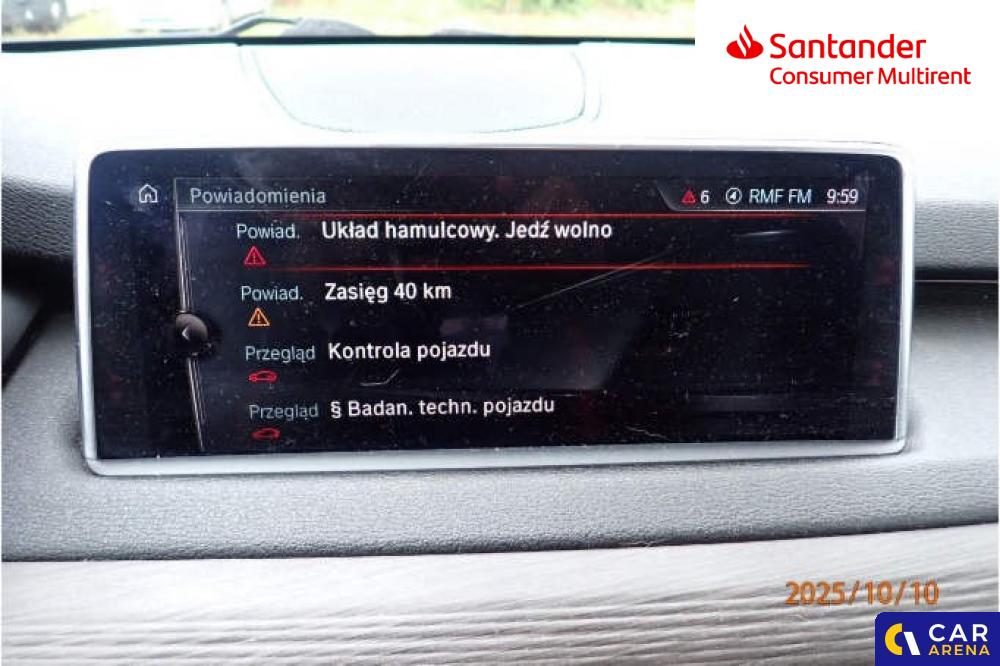 Santander
Consumer Multirent
Powiadomienia
6 RMF FM 9:59
Powiad. Układ hamulcowy. Jedź wolno
Powiad. Zasięg 40 km
Przegląd Kontrola pojazdu
Przegląd § Badan. techn. pojazdu
2025/10/10
CAR
ARENA